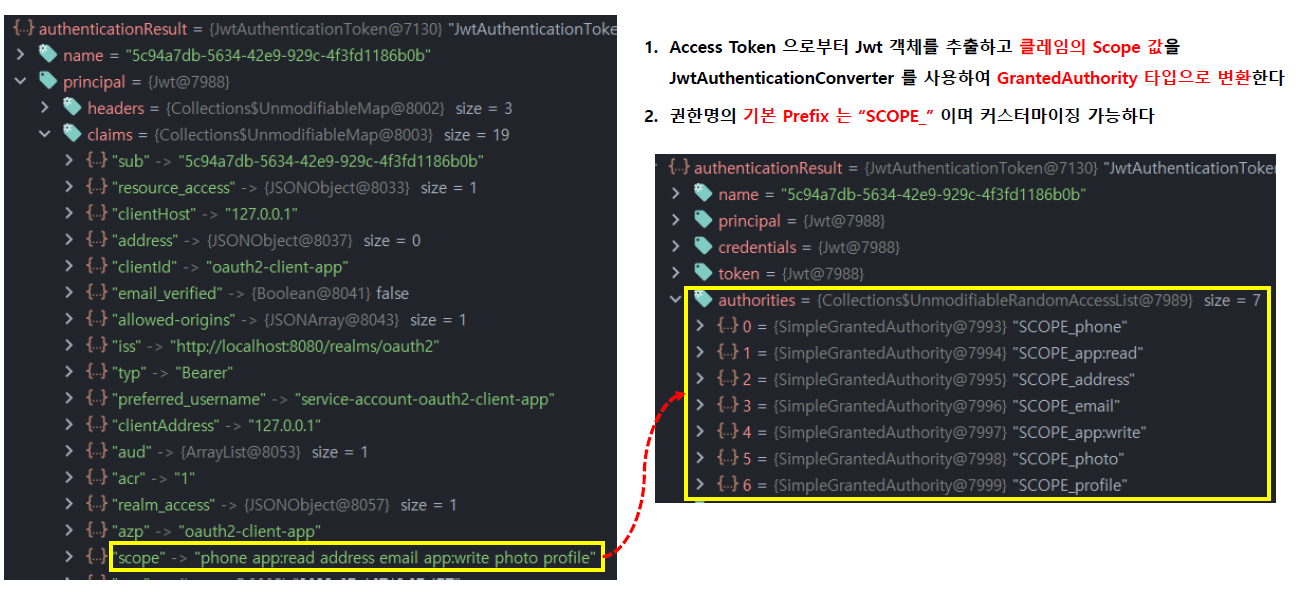 {...} authenticationResult = {JwtAuthenticationToken@7130} "JwtAuthenticationToke
name = "5c94a7db-5634-42e9-929c-4f3fd1186b0b"
principal = {Jwt@7988}
headers = {Collections$UnmodifiableMap@8002} size = 3
claims = {Collections$UnmodifiableMap@8003} size = 19
{...} "sub" -> "5c94a7db-5634-42e9-929c-4f3fd1186b0b"
{...} "resource_access" -> {JSONObject@8033} size = 1
{...} "clientHost" -> "127.0.0.1"
{...} "address" -> {JSONObject@8037} size = 0
{...} "clientId" -> "oauth2-client-app"
{...} "email_verified" -> {Boolean@8041} false
{...} "allowed-origins" -> {JSONArray@8043} size = 1
{...} "iss" -> "http://localhost:8080/realms/oauth2"
{...} "typ" -> "Bearer"
{...} "preferred_username" -> "service-account-oauth2-client-app"
{...} "clientAddress" -> "127.0.0.1"
{...} "aud" -> {ArrayList@8053} size = 1
{...} "acr" -> "1"
{...} "realm_access" -> {JSONObject@8057} size = 1
{...} "azp" -> "oauth2-client-app"
{...} "scope" -> "phone app:read address email app:write photo profile"
1. Access Token 으로부터 Jwt 객체를 추출하고 클레임의 Scope 값을
JwtAuthenticationConverter 를 사용하여 GrantedAuthority 타입으로 변환한다
2. 권한명의 기본 Prefix 는 “SCOPE_” 이며 커스터마이징 가능하다
{...} authenticationResult = {JwtAuthenticationToken@7130} "JwtAuthenticationToken
name = "5c94a7db-5634-42e9-929c-4f3fd1186b0b"
principal = {Jwt@7988}
credentials = {Jwt@7988}
token = {Jwt@7988}
authorities = {Collections$UnmodifiableRandomAccessList@7989} size = 7
{...} 0 = {SimpleGrantedAuthority@7993} "SCOPE_phone"
{...} 1 = {SimpleGrantedAuthority@7994} "SCOPE_app:read"
{...} 2 = {SimpleGrantedAuthority@7995} "SCOPE_address"
{...} 3 = {SimpleGrantedAuthority@7996} "SCOPE_email"
{...} 4 = {SimpleGrantedAuthority@7997} "SCOPE_app:write"
{...} 5 = {SimpleGrantedAuthority@7998} "SCOPE_photo"
{...} 6 = {SimpleGrantedAuthority@7999} "SCOPE_profile"